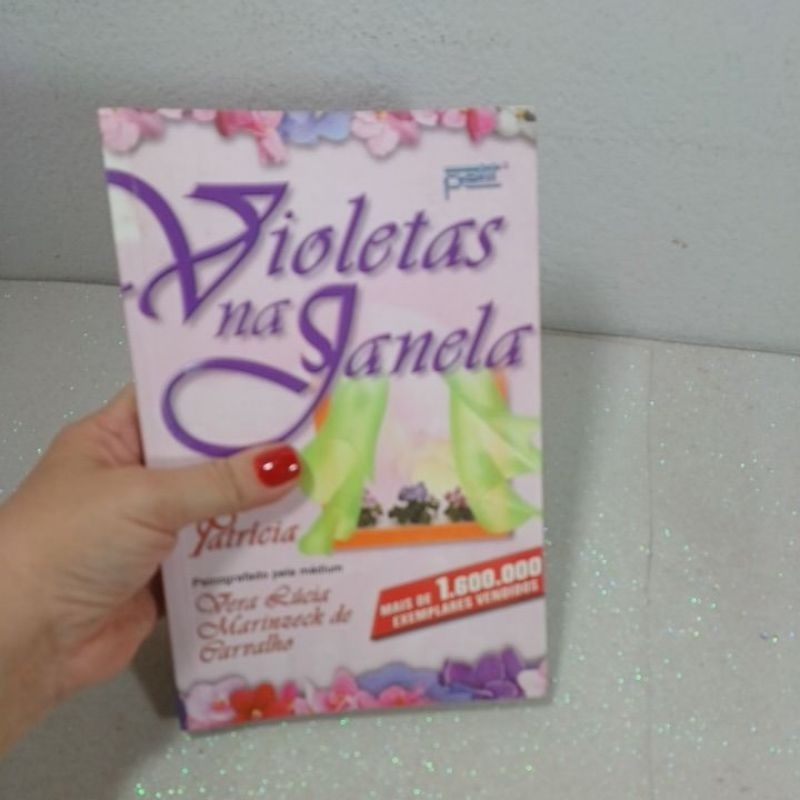 Violetas
na Janela
Patrícia
Psicografado pela médium
Vera Lúcia
Marinzeck de
Carvalho
MAIS DE 1.600.000
EXEMPLARES VENDIDOS